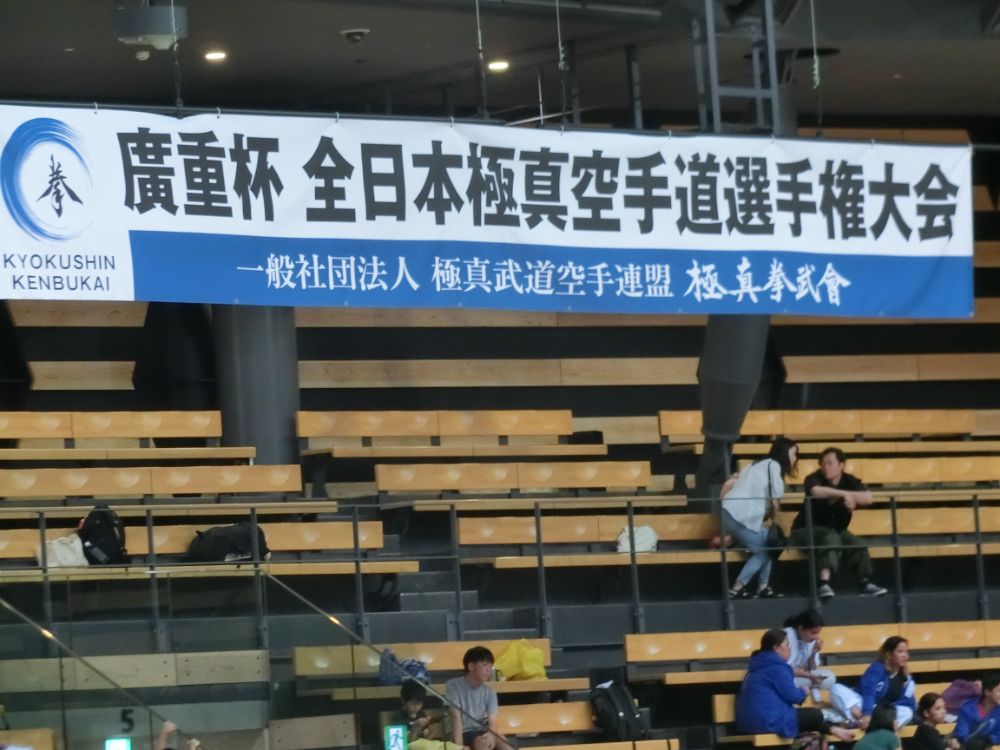 拳
KYOKUSHIN
KENBUKAI
廣重杯 全日本極真空手道選手権大会
一般社団法人 極真武道空手連盟 極真拳武會
5